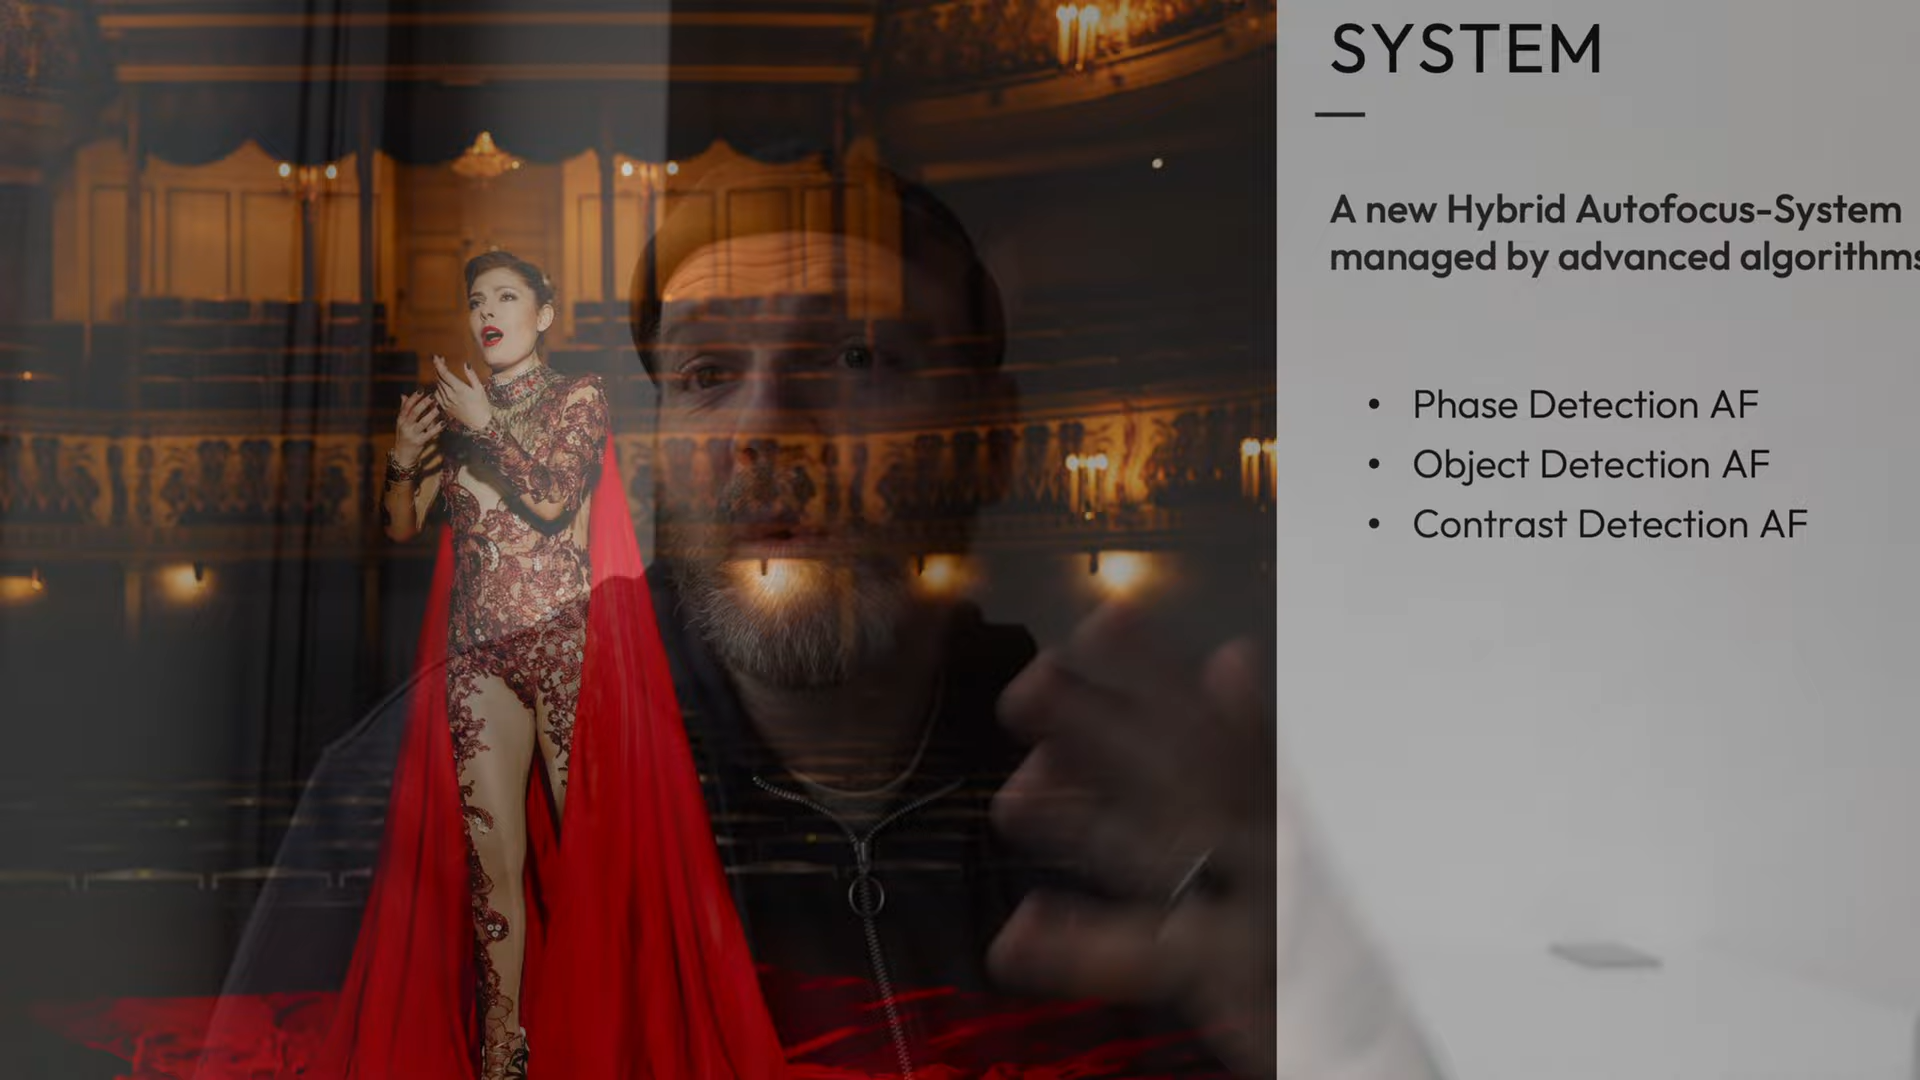 SYSTEM
A new Hybrid Autofocus-System
managed by advanced algorithms
• Phase Detection AF
• Object Detection AF
• Contrast Detection AF